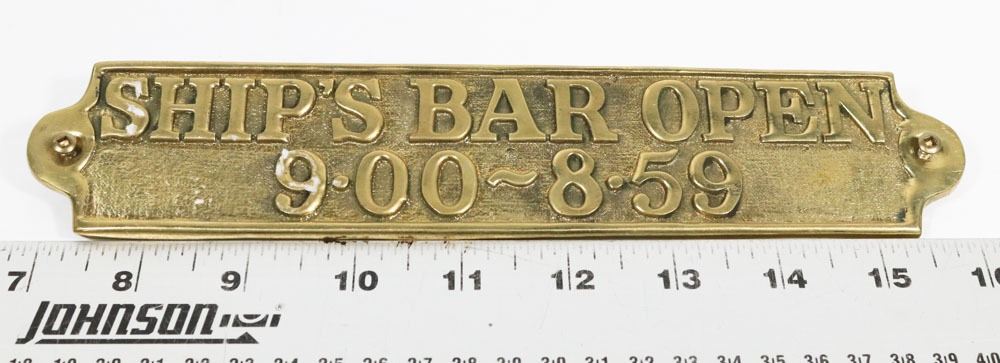 SHIP'S BAR OPEN
9·00~8·59
7 8 9 10 11 12 13 14 15
JOHNSON